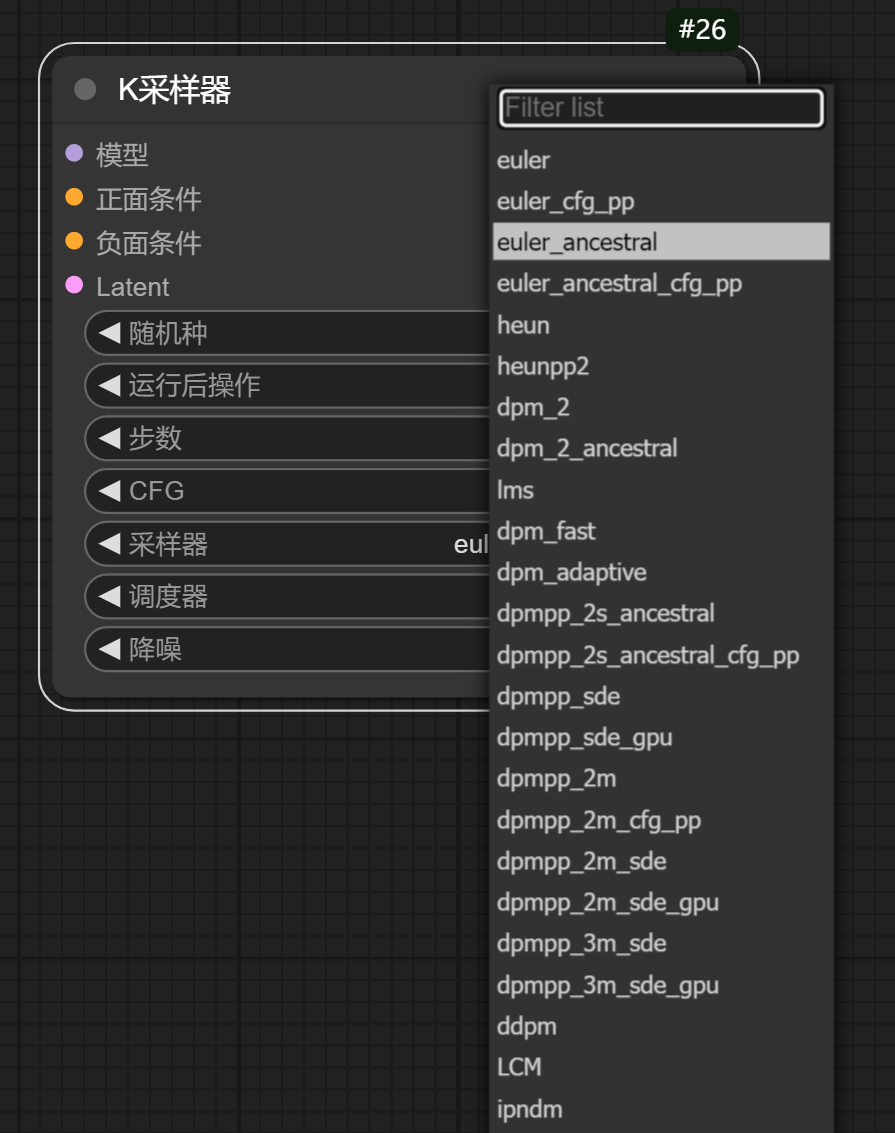 #26
K采样器
模型
正面条件
负面条件
Latent
◀ 随机种
◀ 运行后操作
◀ 步数
◀ CFG
◀ 采样器 eul
◀ 调度器
◀ 降噪
Filter list
euler
euler_cfg_pp
euler_ancestral
euler_ancestral_cfg_pp
heun
heunpp2
dpm_2
dpm_2_ancestral
lms
dpm_fast
dpm_adaptive
dpmpp_2s_ancestral
dpmpp_2s_ancestral_cfg_pp
dpmpp_sde
dpmpp_sde_gpu
dpmpp_2m
dpmpp_2m_cfg_pp
dpmpp_2m_sde
dpmpp_2m_sde_gpu
dpmpp_3m_sde
dpmpp_3m_sde_gpu
ddpm
LCM
ipndm